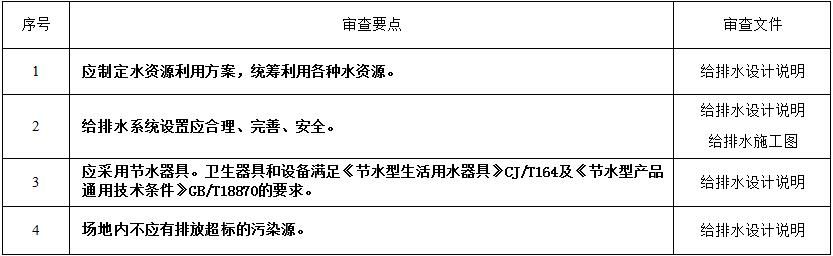 序号 审查要点 审查文件
1 应制定水资源利用方案，统筹利用各种水资源。 给排水设计说明
2 给排水系统设置应合理、完善、安全。 给排水设计说明
给排水施工图
3 应采用节水器具。卫生器具和设备满足《节水型生活用水器具》CJ/T164及《节水型产品
通用技术条件》GB/T18870的要求。 给排水设计说明
4 场地内不应有排放超标的污染源。 给排水设计说明